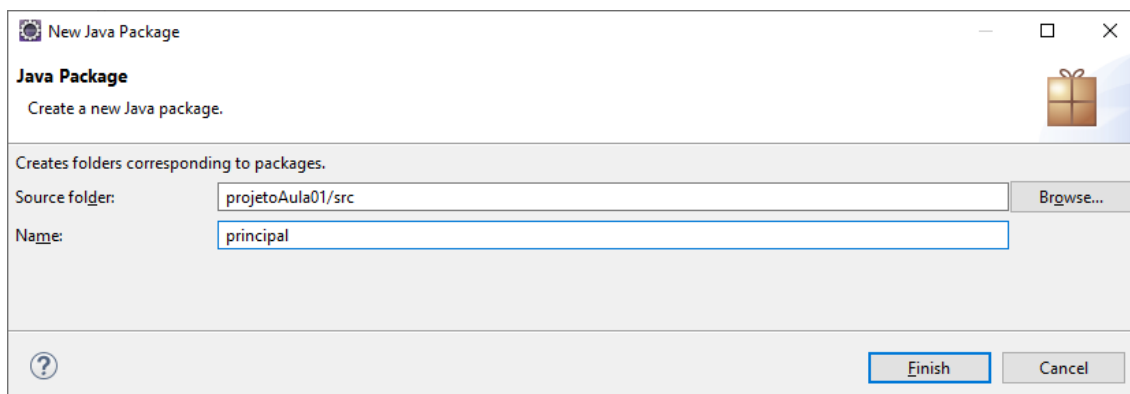 New Java Package
Java Package
Create a new Java package.
Creates folders corresponding to packages.
Source folder: projetoAula01/src Browse...
Name: principal
? Finish Cancel